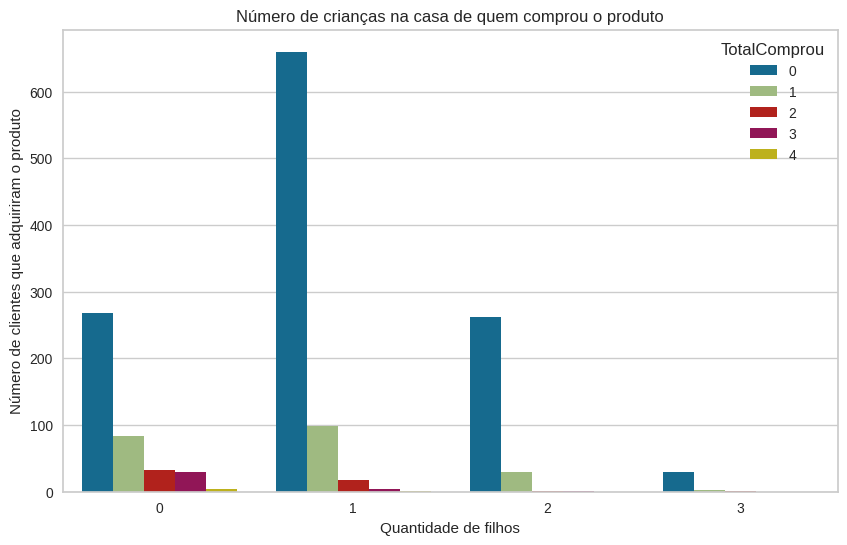 Número de crianças na casa de quem comprou o produto
TotalComprou
0
1
2
3
4
Número de clientes que adquiriram o produto
600
500
400
300
200
100
0
0 1 2 3
Quantidade de filhos